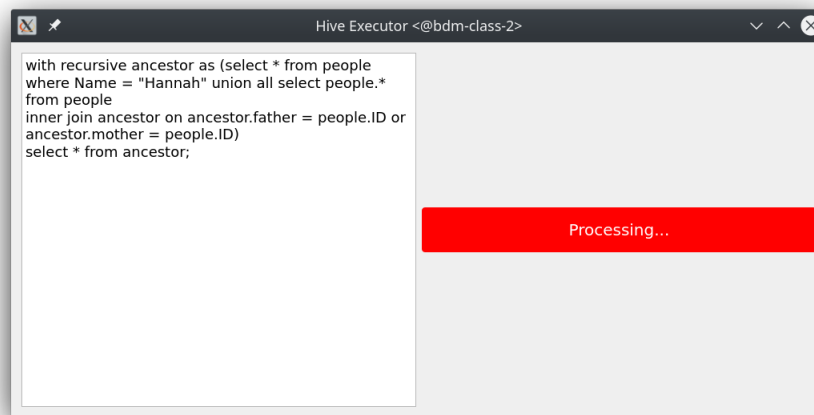 Hive Executor <@bdm-class-2>
with recursive ancestor as (select * from people
where Name = "Hannah" union all select people.*
from people
inner join ancestor on ancestor.father = people.ID or
ancestor.mother = people.ID)
select * from ancestor;
Processing...